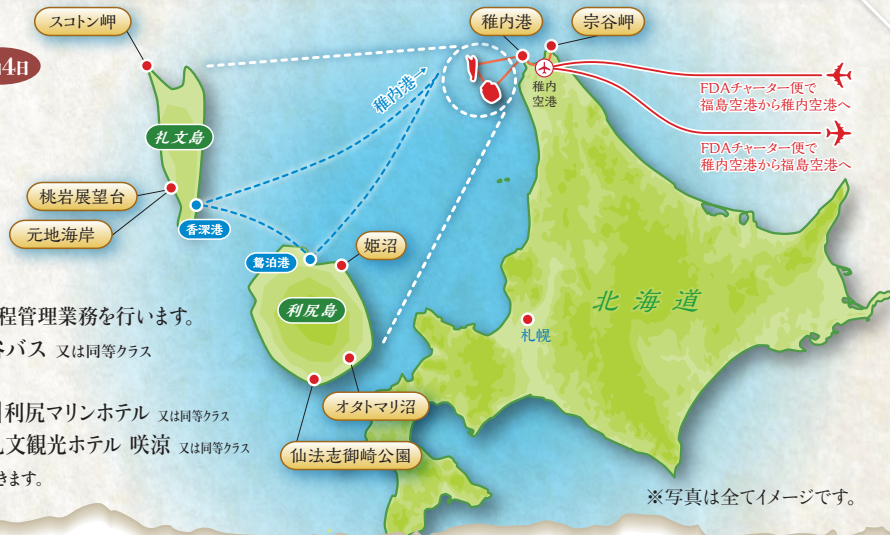 スコトン岬
4日
礼文島
桃岩展望台
元地海岸
香深港
稚内港→
稚内港
宗谷岬
稚内
空港
FDAチャーター便で
福島空港から稚内空港へ
FDAチャーター便で
稚内空港から福島空港へ
鴛泊港
姫沼
利尻島
オタトマリ沼
仙法志御崎公園
北海道
札幌
程管理業務を行います。
バス 又は同等クラス
利尻マリンホテル 又は同等クラス
文観光ホテル 咲涼 又は同等クラス
きます。
※写真は全てイメージです。